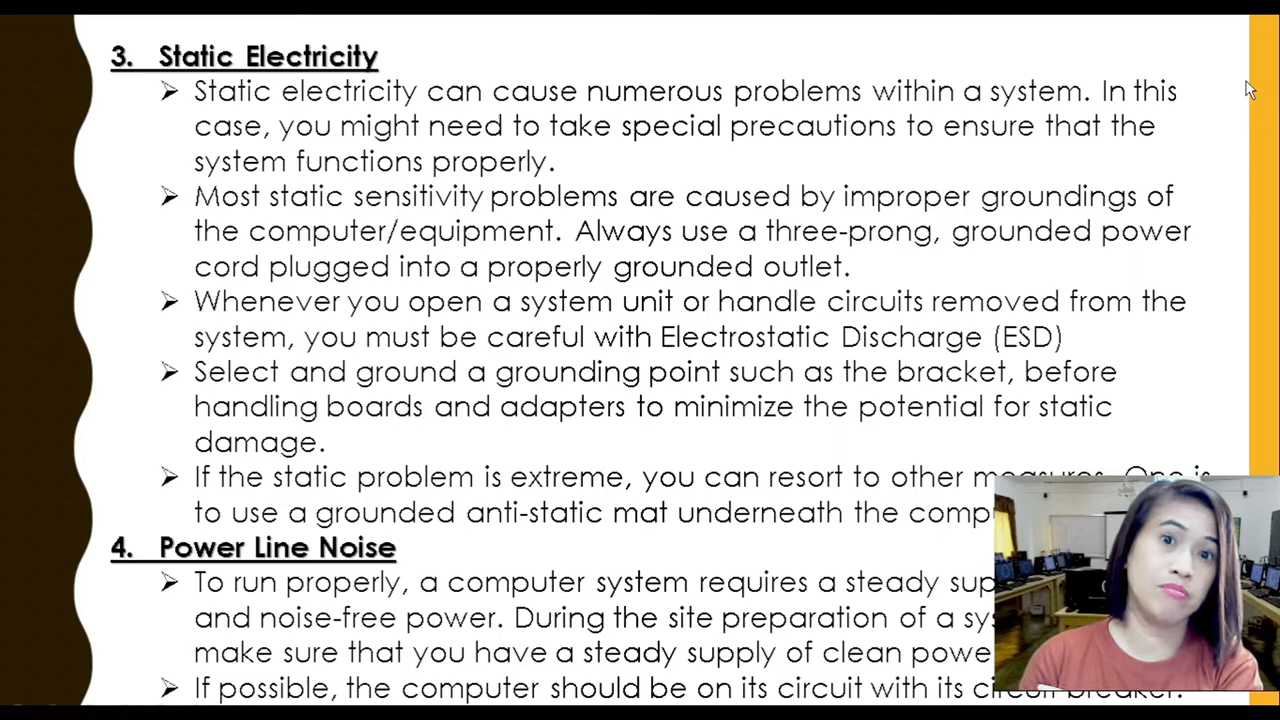 3. Static Electricity
➢ Static electricity can cause numerous problems within a system. In this
case, you might need to take special precautions to ensure that the
system functions properly.
➢ Most static sensitivity problems are caused by improper groundings of
the computer/equipment. Always use a three-prong, grounded power
cord plugged into a properly grounded outlet.
➢ Whenever you open a system unit or handle circuits removed from the
system, you must be careful with Electrostatic Discharge (ESD)
➢ Select and ground a grounding point such as the bracket, before
handling boards and adapters to minimize the potential for static
damage.
➢ If the static problem is extreme, you can resort to other measures. One is
to use a grounded anti-static mat underneath the
4. Power Line Noise
➢ To run properly, a computer system requires a steady
and noise-free power. During the site preparation of a
make sure that you have a steady supply of clean
➢ If possible, the computer should be on its circuit with its circuit breaker.